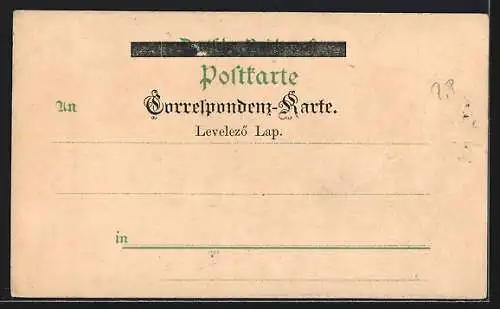 Postkarte
An
Correspondenz-Karte.
Levelező Lap.
in